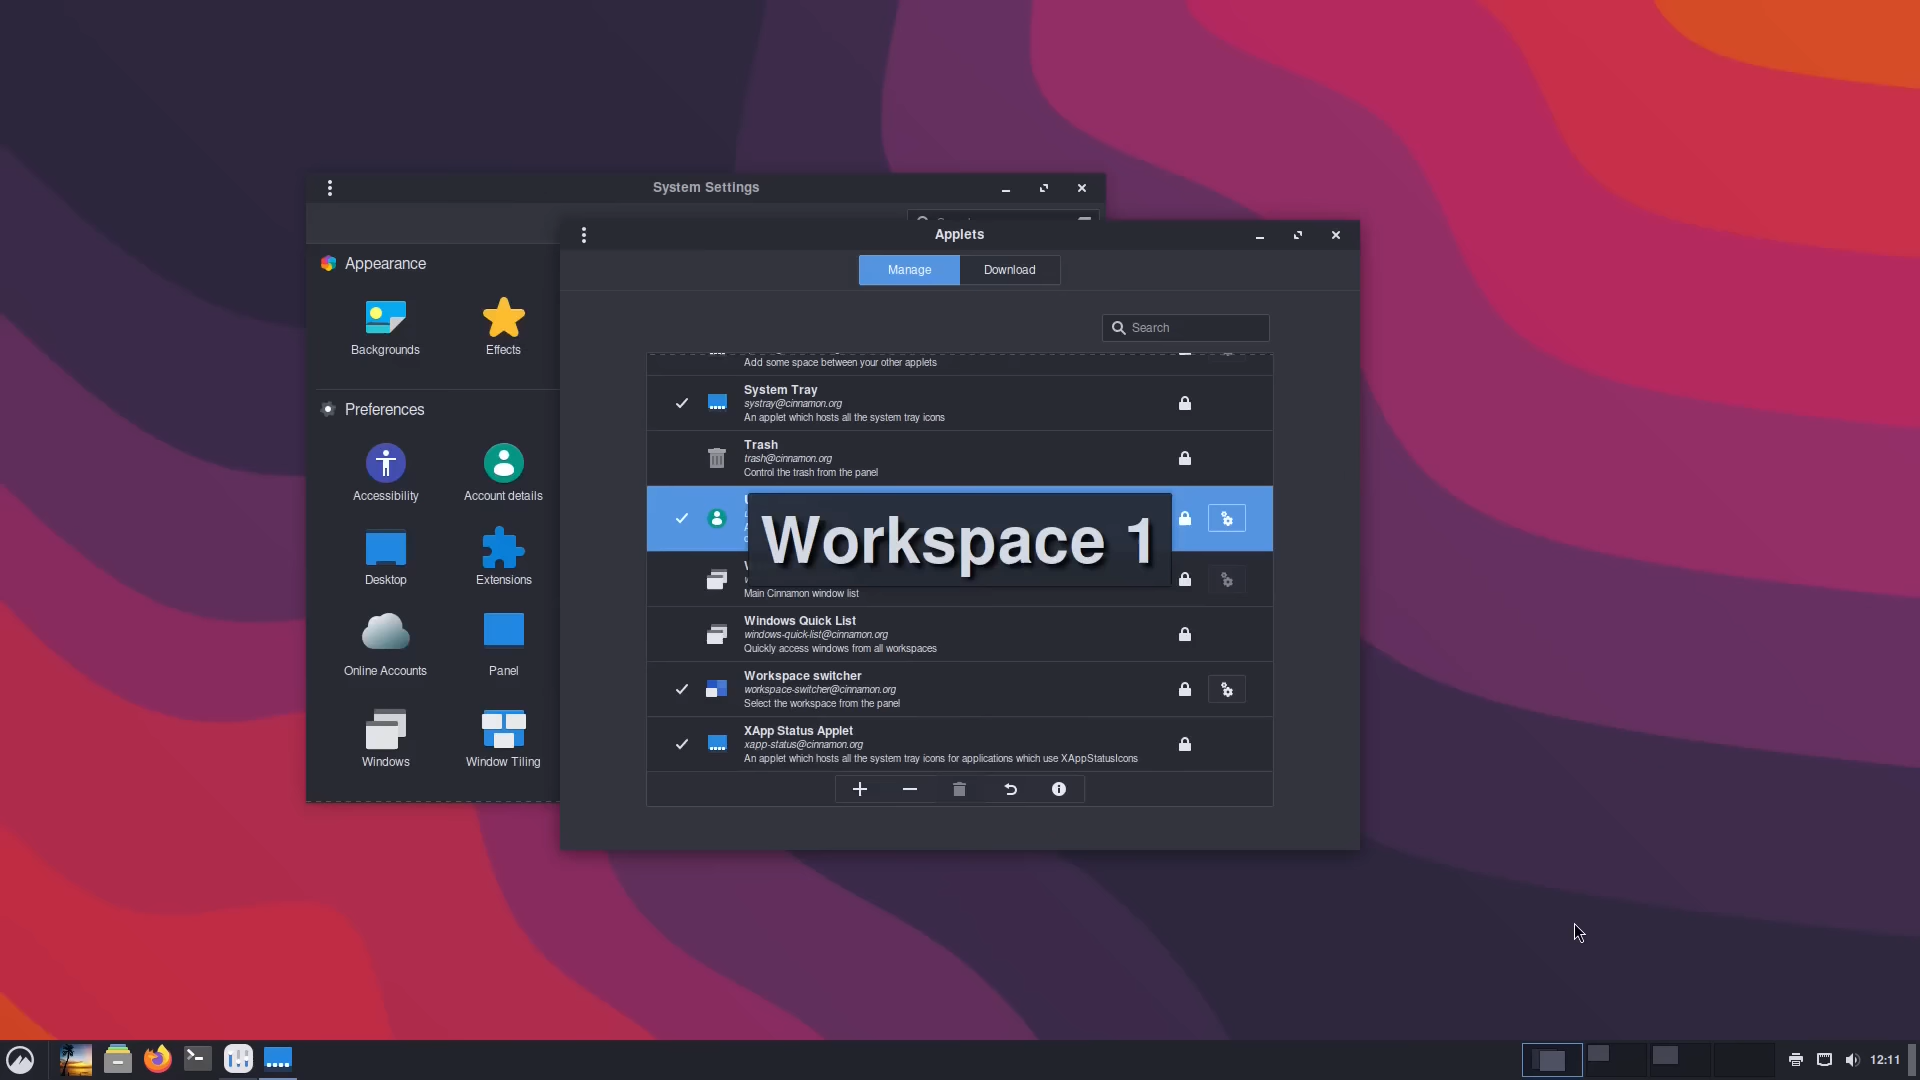 System Settings
Applets
Manage
Download
Search
Appearance
Backgrounds
Effects
Preferences
Accessibility
Account details
Desktop
Extensions
Online Accounts
Panel
Windows
Window Tiling
Add some space between your other applets
System Tray
systray@cinnamon.org
An applet which hosts all the system tray icons
Trash
trash@cinnamon.org
Control the trash from the panel
Workspace 1
Main Cinnamon window list
Windows Quick List
windows-quick-list@cinnamon.org
Quickly access windows from all workspaces
Workspace switcher
workspace-switcher@cinnamon.org
Select the workspace from the panel
XApp Status Applet
xapp-status@cinnamon.org
An applet which hosts all the system tray icons for applications which use XAppStatusIcons
12:11